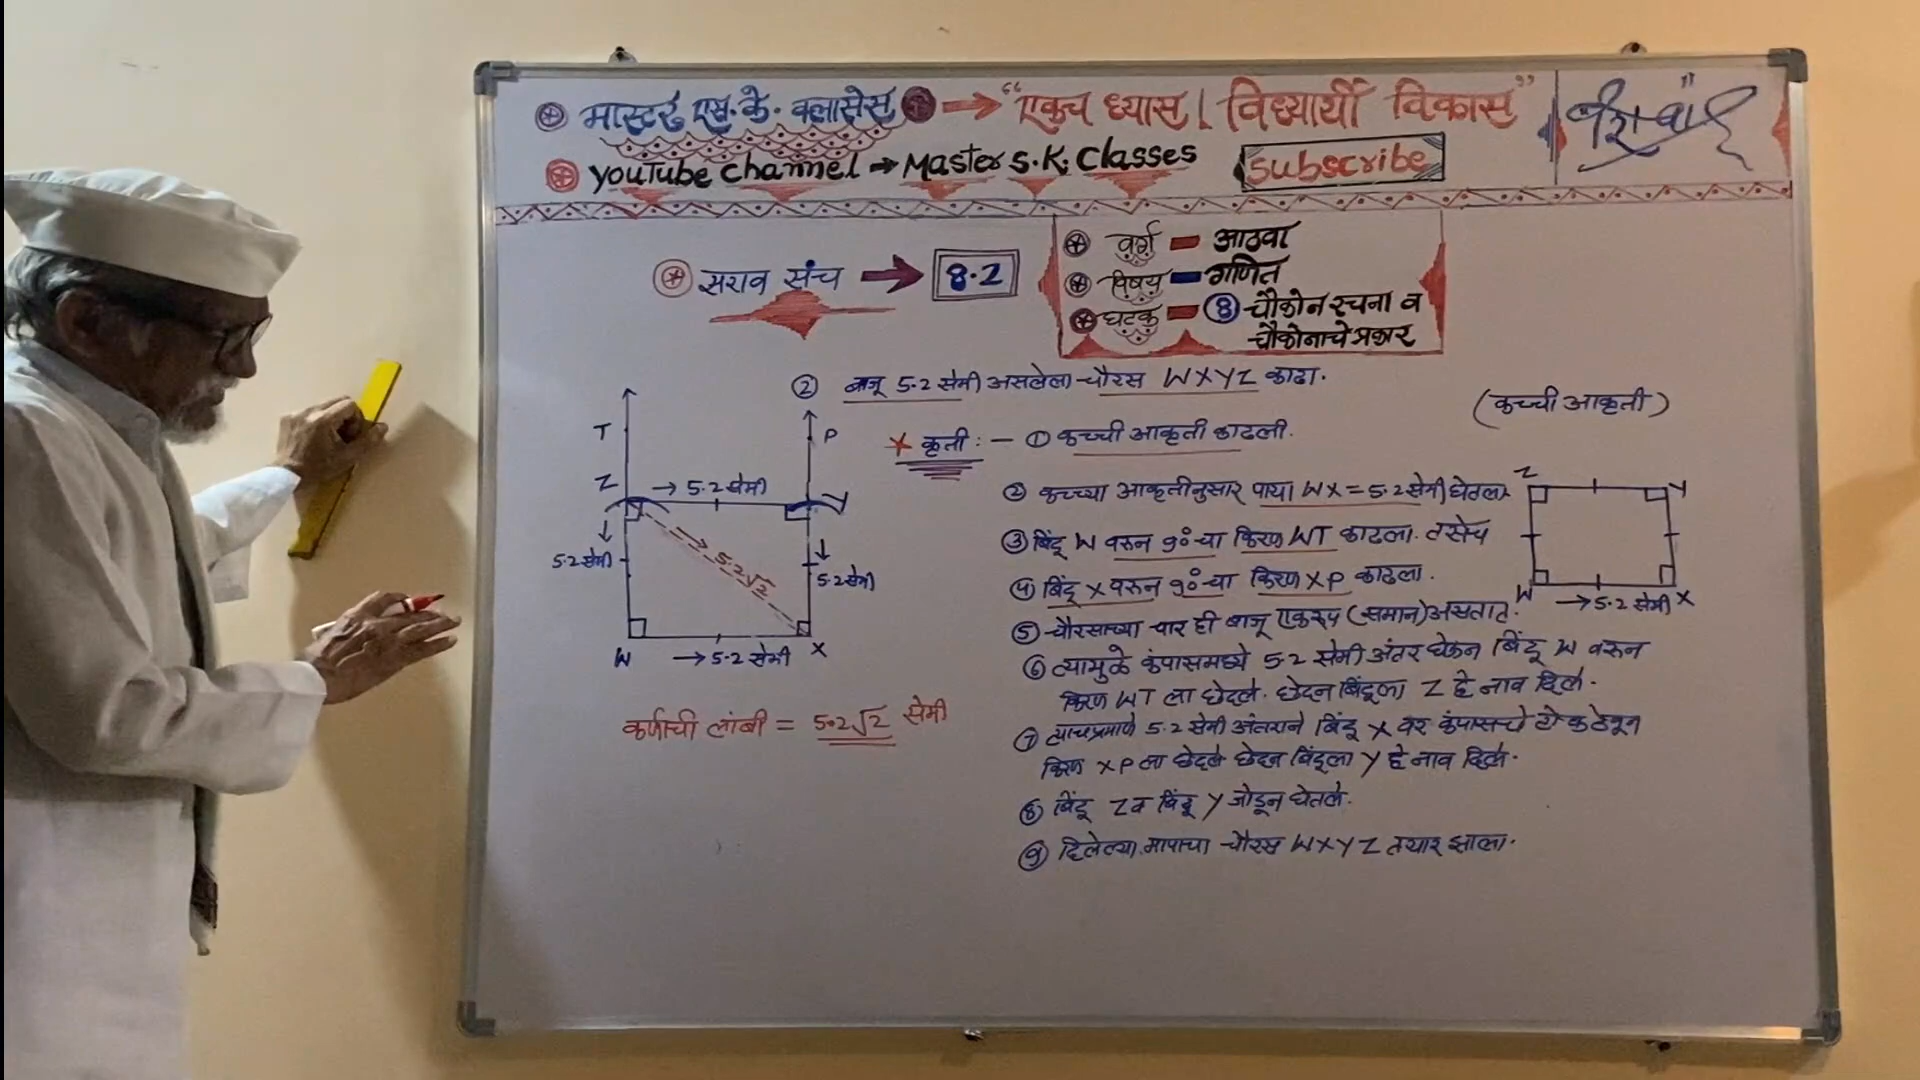 मास्टर एस.के. क्लासेस → "एकच ध्यास। विध्यार्थी विकास"
YouTube channel → Master S.K. Classes
Subscribe
सराव संच → 8.2
वर्ग - आठवा
विषय - गणित
घटक - ⑧ चौकोन रचना व
चौकोनाचे प्रकार
② बाजू 5.2 सेमी असलेला चौरस WXYZ काढा.
(कच्ची आकृती)
* कृती :- ① कच्ची आकृती काढली.
② कच्च्या आकृतीनुसार पाया WX = 5.2 सेमी घेतला.
③ बिंदू W वरून 90° चा किरण WT काढला. तसेच
④ बिंदू X वरून 90° चा किरण XP काढला.
⑤ चौरसाच्या चार ही बाजू एकरूप (समान) असतात.
⑥ त्यामुळे कंपासमध्ये 5.2 सेमी अंतर घेऊन बिंदू W वरून
किरण WT ला छेदले. छेदन बिंदूला Z हे नाव दिले.
⑦ त्याचप्रमाणे 5.2 सेमी अंतराने बिंदू X वर कंपासचे टोक ठेवून
किरण XP ला छेदले छेदन बिंदूला Y हे नाव दिले.
⑧ बिंदू Z व बिंदू Y जोडून घेतले.
⑨ दिलेल्या मापाचा चौरस WXYZ तयार झाला.
T
P
Z → 5.2 सेमी Y
5.2 सेमी
5.2√2
5.2 सेमी
W → 5.2 सेमी X
कर्णाची लांबी = 5.2√2 सेमी
Z Y
W → 5.2 सेमी X